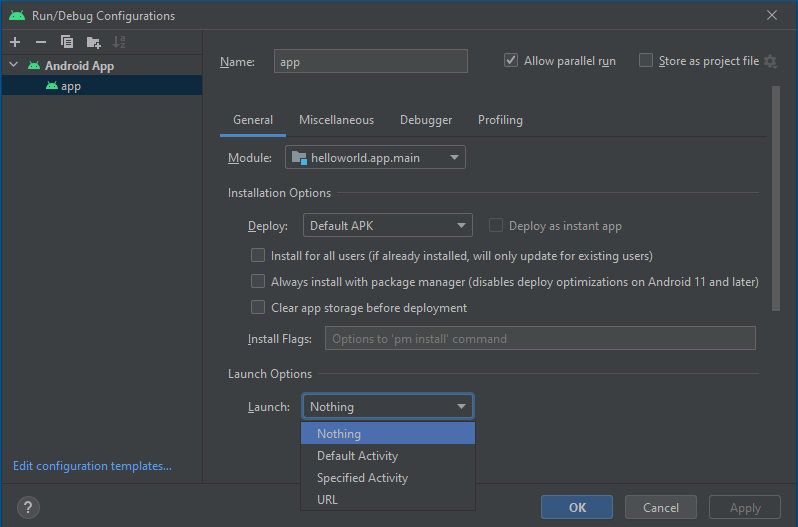 Run/Debug Configurations
Android App
app
Name: app
Allow parallel run
Store as project file
General Miscellaneous Debugger Profiling
Module: helloworld.app.main
Installation Options
Deploy: Default APK
Deploy as instant app
Install for all users (if already installed, will only update for existing users)
Always install with package manager (disables deploy optimizations on Android 11 and later)
Clear app storage before deployment
Install Flags: Options to 'pm install' command
Launch Options
Launch: Nothing
Nothing
Default Activity
Specified Activity
URL
Edit configuration templates...
? OK Cancel Apply